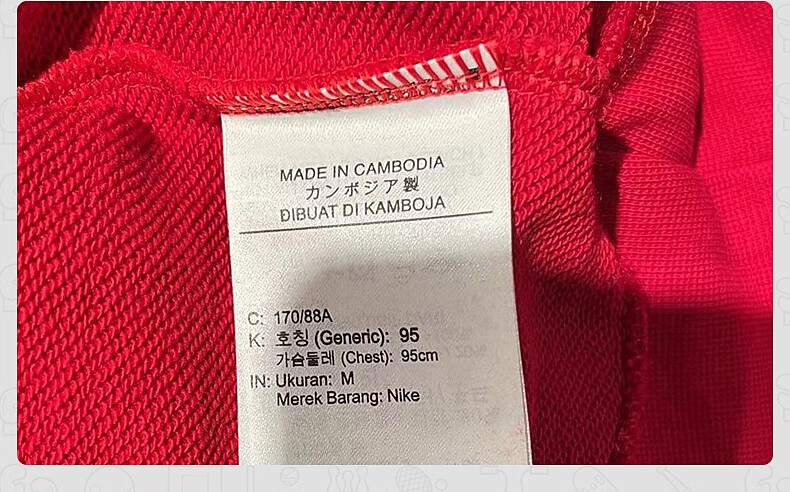 MADE IN CAMBODIA
カンボジア製
DIBUAT DI KAMBOJA
C: 170/88A
K: 호칭 (Generic): 95
가슴둘레 (Chest): 95cm
IN: Ukuran: M
Merek Barang: Nike